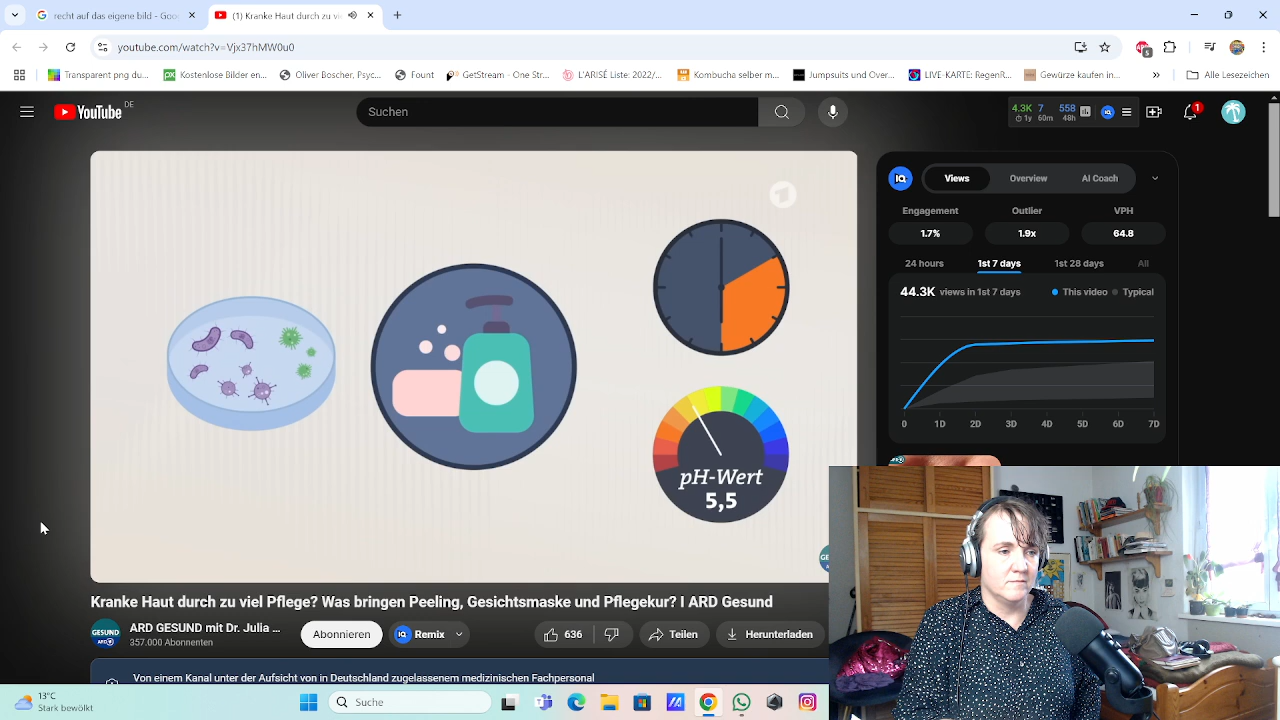 recht auf das eigene bild - Goo
(1) Kranke Haut durch zu vi
youtube.com/watch?v=Vjx37hMW0u0
5
Transparent png du...
Kostenlose Bilder en...
Oliver Boscher, Psyc...
Fount
GetStream - One Str...
L'ARISÉ Liste: 2022/...
Kombucha selber m...
Jumpsuits and Over...
LIVE-KARTE: RegenR...
Gewürze kaufen in...
Alle Lesezeichen
YouTube DE
Suchen
4.3K 7 558
1y 60m 48h
1
Views Overview AI Coach
Engagement Outlier VPH
1.7% 1.9x 64.8
24 hours 1st 7 days 1st 28 days All
44.3K views in 1st 7 days This video Typical
0 1D 2D 3D 4D 5D 6D 7D
pH-Wert
5,5
Kranke Haut durch zu viel Pflege? Was bringen Peeling, Gesichtsmaske und Pflegekur? I ARD Gesund
ARD GESUND mit Dr. Julia ...
357.000 Abonnenten
Abonnieren
Remix
636
Teilen
Herunterladen
Von einem Kanal unter der Aufsicht von in Deutschland zugelassenem medizinischen Fachpersonal
13°C
Stark bewölkt
Suche